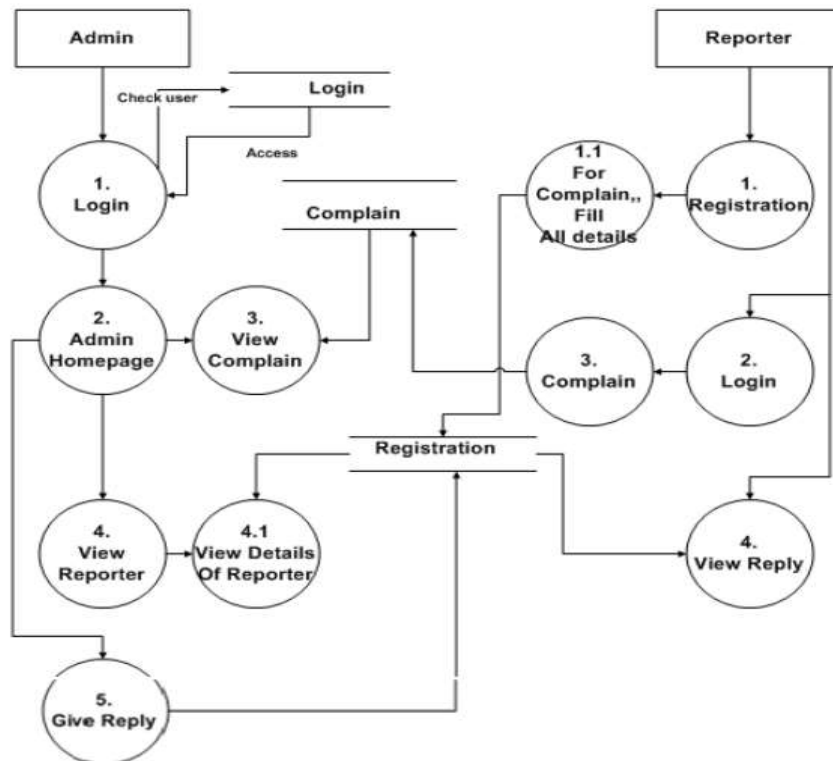 Admin
Reporter
Check user
Login
Access
1.
Login
1.1
For
Complain,,
Fill
All details
1.
Registration
Complain
2.
Admin
Homepage
3.
View
Complain
3.
Complain
2.
Login
Registration
4.
View
Reporter
4.1
View Details
Of Reporter
4.
View Reply
5.
Give Reply